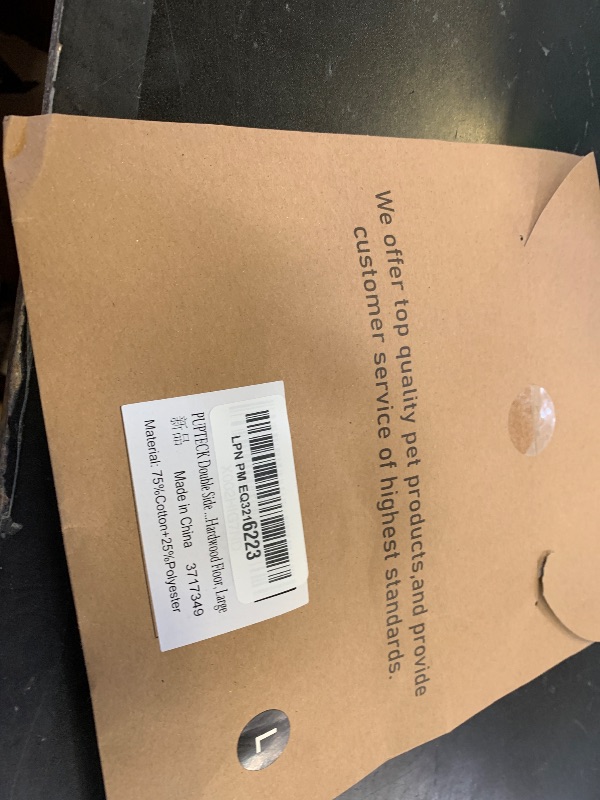 We offer top quality pet products,and provide
customer service of highest standards.
LPN PM EQ3216223
PUPTECK Double Side ...Hardwood Floor, Large
新品 Made in China 3717349
Material: 75%Cotton+25%Polyester
L